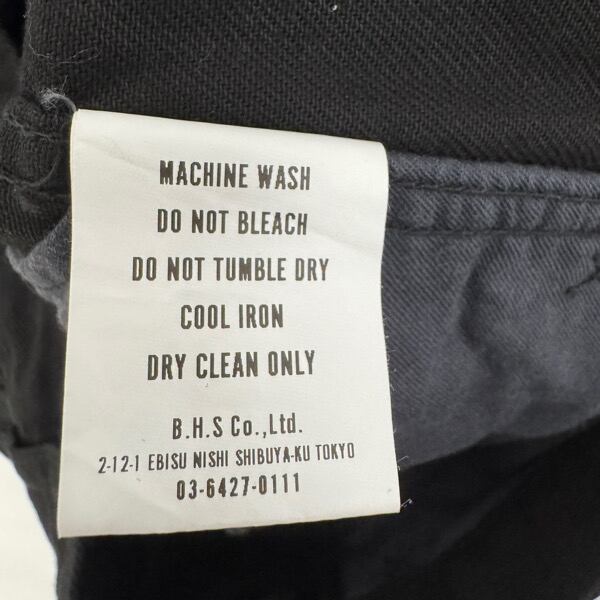 MACHINE WASH
DO NOT BLEACH
DO NOT TUMBLE DRY
COOL IRON
DRY CLEAN ONLY
B.H.S Co.,Ltd.
2-12-1 EBISU NISHI SHIBUYA-KU TOKYO
03-6427-0111